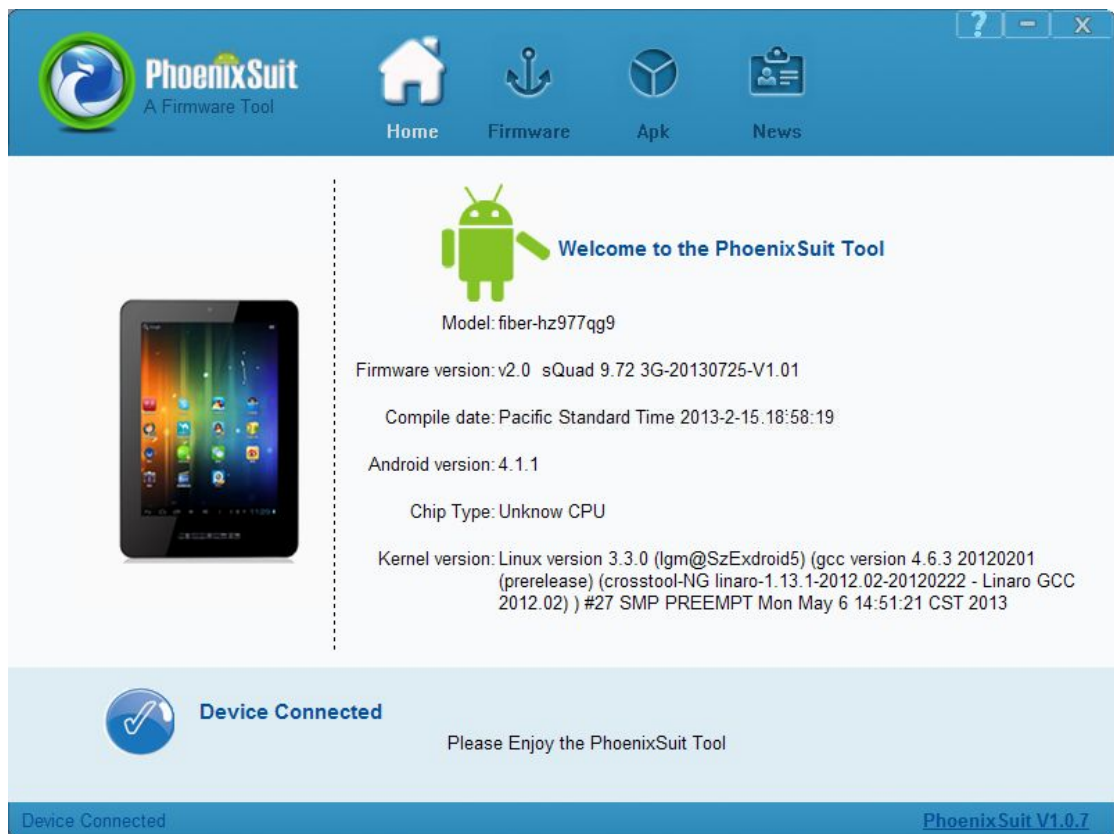 ? – X
PhoenixSuit
A Firmware Tool
Home Firmware Apk News
Welcome to the PhoenixSuit Tool
Model: fiber-hz977qg9
Firmware version: v2.0 sQuad 9.72 3G-20130725-V1.01
Compile date: Pacific Standard Time 2013-2-15.18:58:19
Android version: 4.1.1
Chip Type: Unknow CPU
Kernel version: Linux version 3.3.0 (lgm@SzExdroid5) (gcc version 4.6.3 20120201
(prerelease) (crosstool-NG linaro-1.13.1-2012.02-20120222 - Linaro GCC
2012.02) ) #27 SMP PREEMPT Mon May 6 14:51:21 CST 2013
Device Connected
Please Enjoy the PhoenixSuit Tool
Device Connected PhoenixSuit V1.0.7